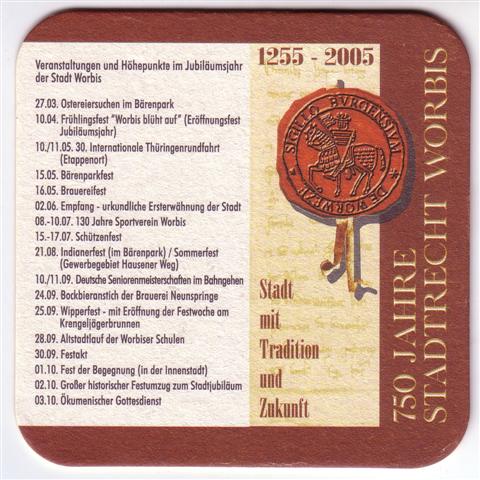 Veranstaltungen und Höhepunkte im Jubiläumsjahr
der Stadt Worbis
27.03. Ostereiersuchen im Bärenpark
10.04. Frühlingsfest "Worbis blüht auf" (Eröffnungsfest
Jubiläumsjahr)
10./11.05. 30. Internationale Thüringenrundfahrt
(Etappenort)
15.05. Bärenparkfest
16.05. Brauereifest
02.06. Empfang - urkundliche Ersterwähnung der Stadt
08.-10.07. 130 Jahre Sportverein Worbis
15.-17.07. Schützenfest
21.08. Indianerfest (im Bärenpark) / Sommerfest
(Gewerbegebiet Hausener Weg)
10./11.09. Deutsche Seniorenmeisterschaften im Bahngehen
24.09. Bockbieranstich der Brauerei Neunspringe
25.09. Wipperfest - mit Eröffnung der Festwoche am
Krengeljägerbrunnen
28.09. Altstadtlauf der Worbiser Schulen
30.09. Festakt
01.10. Fest der Begegnung (in der Innenstadt)
02.10. Großer historischer Festumzug zum Stadtjubiläum
03.10. Ökumenischer Gottesdienst
1255 - 2005
SIGILLO BVRGENSIVM
DE WORWEZE
Stadt
mit
Tradition
und
Zukunft
750 JAHRE
STADTRECHT WORBIS